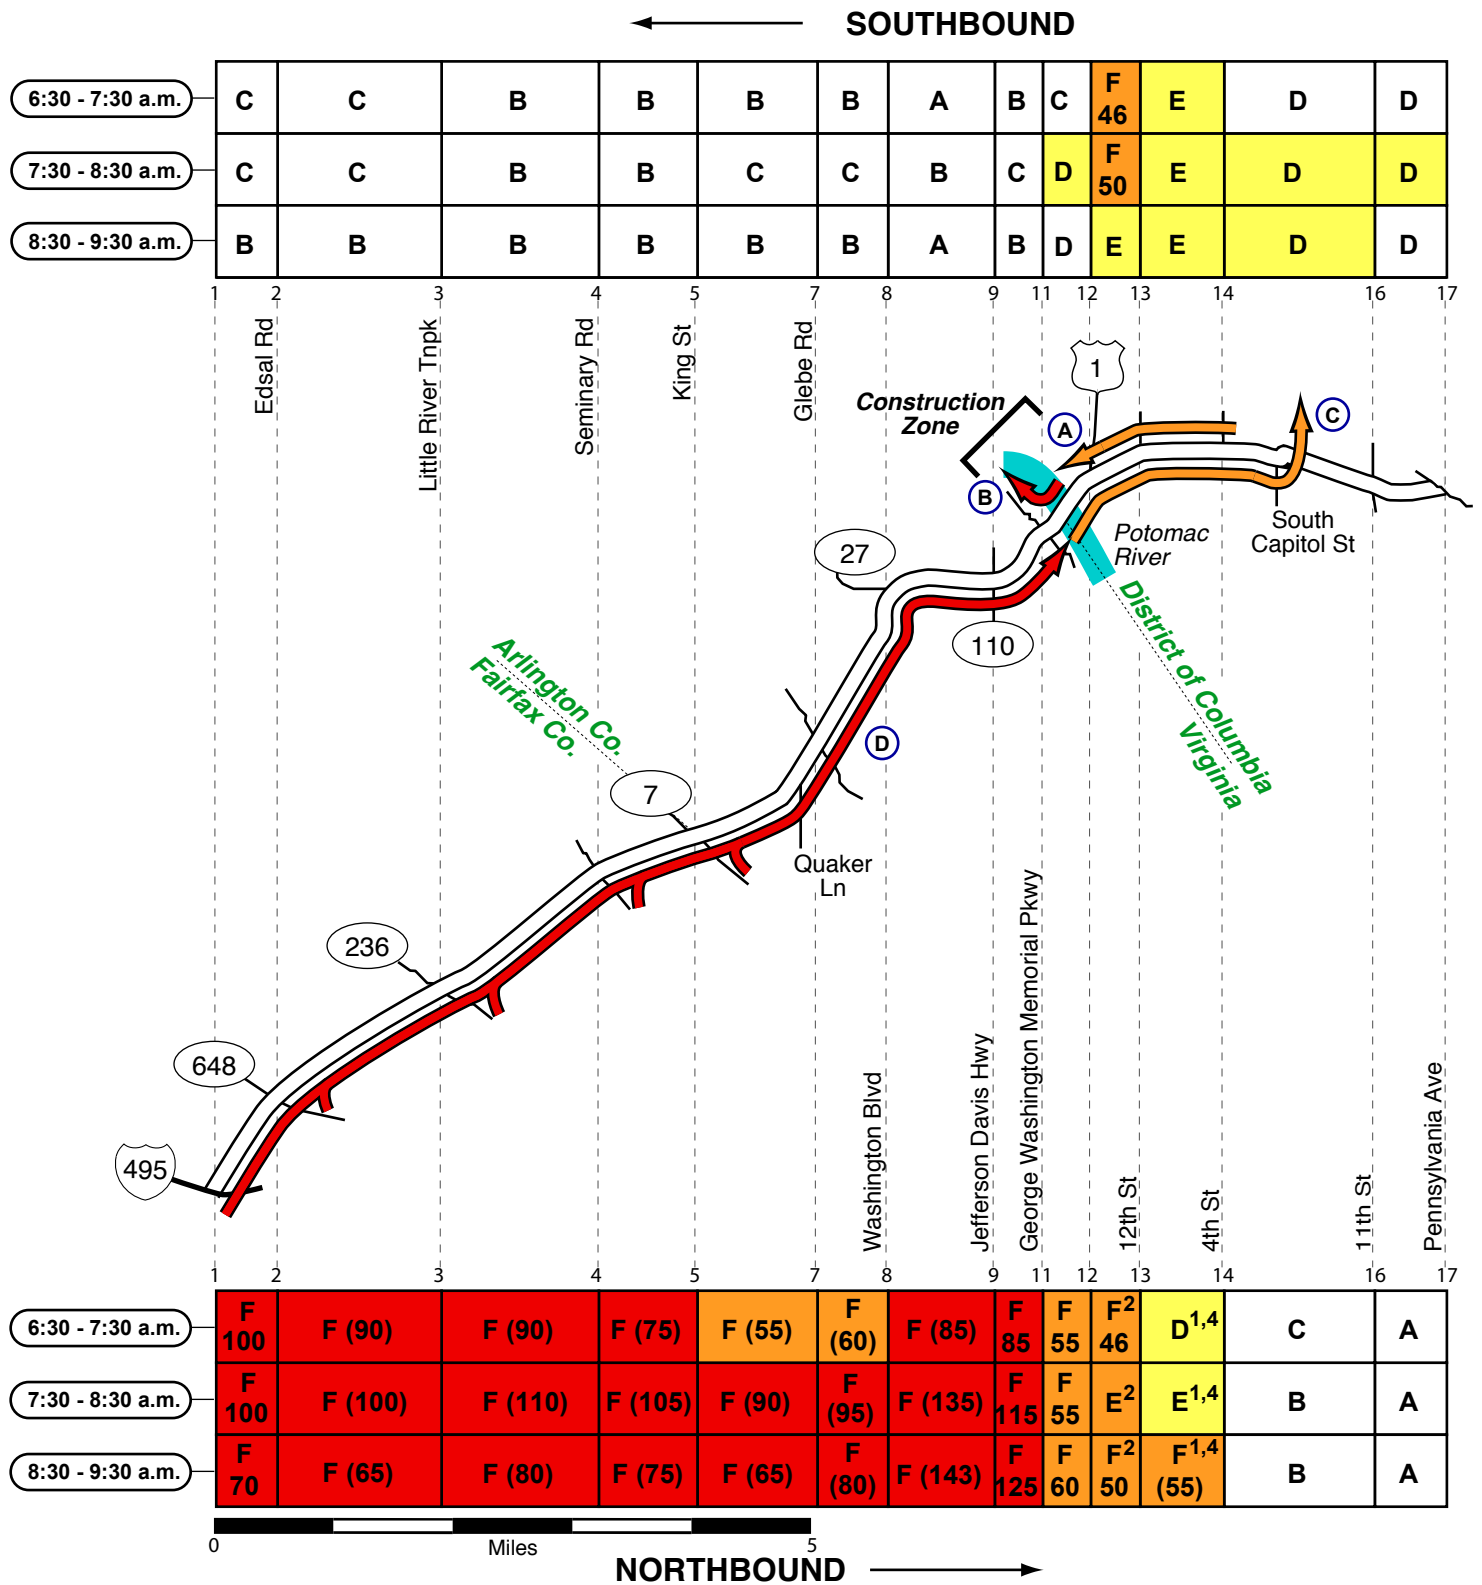 SOUTHBOUND
6:30 - 7:30 a.m. C C B B B B A B C F 46 E D D
7:30 - 8:30 a.m. C C B B C C B C D F 50 E D D
8:30 - 9:30 a.m. B B B B B B A B D E E D D
1 2 3 4 5 7 8 9 11 12 13 14 16 17
Edsal Rd
Little River Tnpk
Seminary Rd
King St
Glebe Rd
1
Construction
Zone
A
C
B
South
Capitol St
Potomac
River
27
110
District of Columbia
Virginia
Arlington Co.
Fairfax Co.
D
7
Quaker
Ln
236
648
495
Washington Blvd
Jefferson Davis Hwy
George Washington Memorial Pkwy
12th St
4th St
11th St
Pennsylvania Ave
1 2 3 4 5 7 8 9 11 12 13 14 16 17
6:30 - 7:30 a.m. F 100 F (90) F (90) F (75) F (55) F (60) F (85) F 85 F 55 F2 46 D1,4 C A
7:30 - 8:30 a.m. F 100 F (100) F (110) F (105) F (90) F (95) F (135) F 115 F 55 E2 E1,4 B A
8:30 - 9:30 a.m. F 70 F (65) F (80) F (75) F (65) F (80) F (143) F 125 F 60 F2 50 F1,4 (55) B A
0 Miles 5
NORTHBOUND